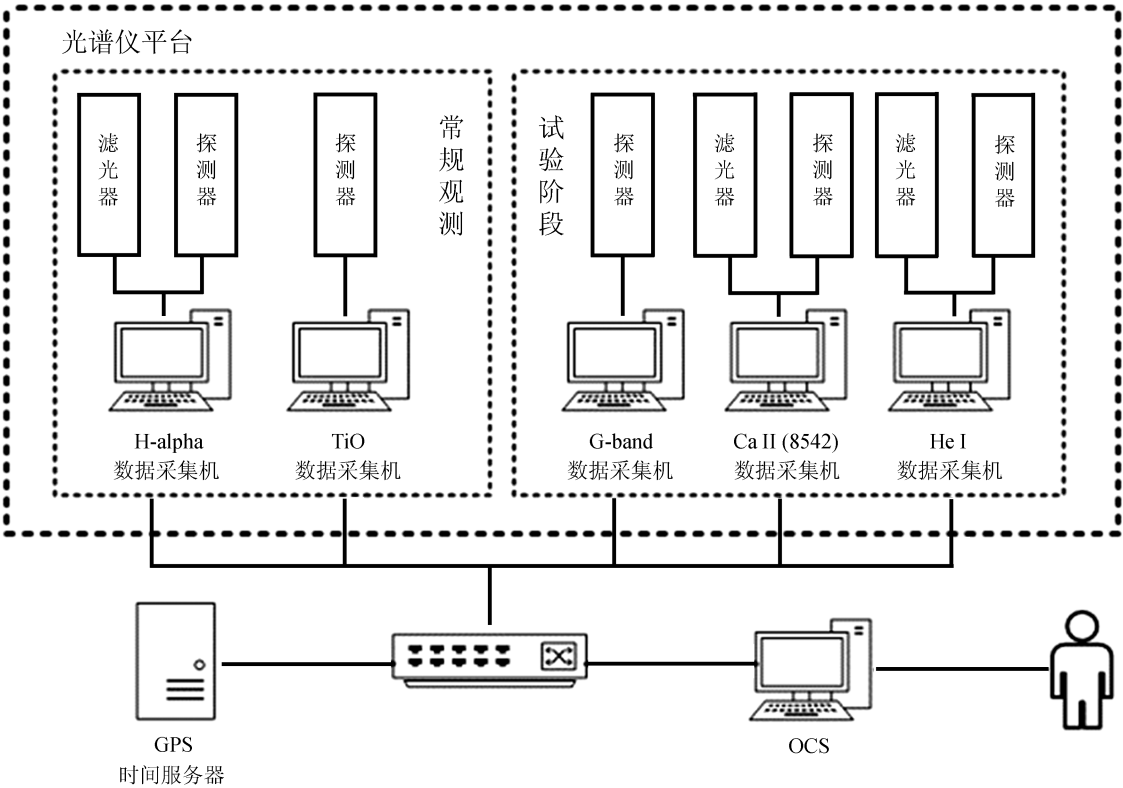 光谱仪平台
滤光器
探测器
探测器
常规观测
试验阶段
探测器
滤光器
探测器
滤光器
探测器
H-alpha
数据采集机
TiO
数据采集机
G-band
数据采集机
Ca II (8542)
数据采集机
He I
数据采集机
GPS
时间服务器
OCS